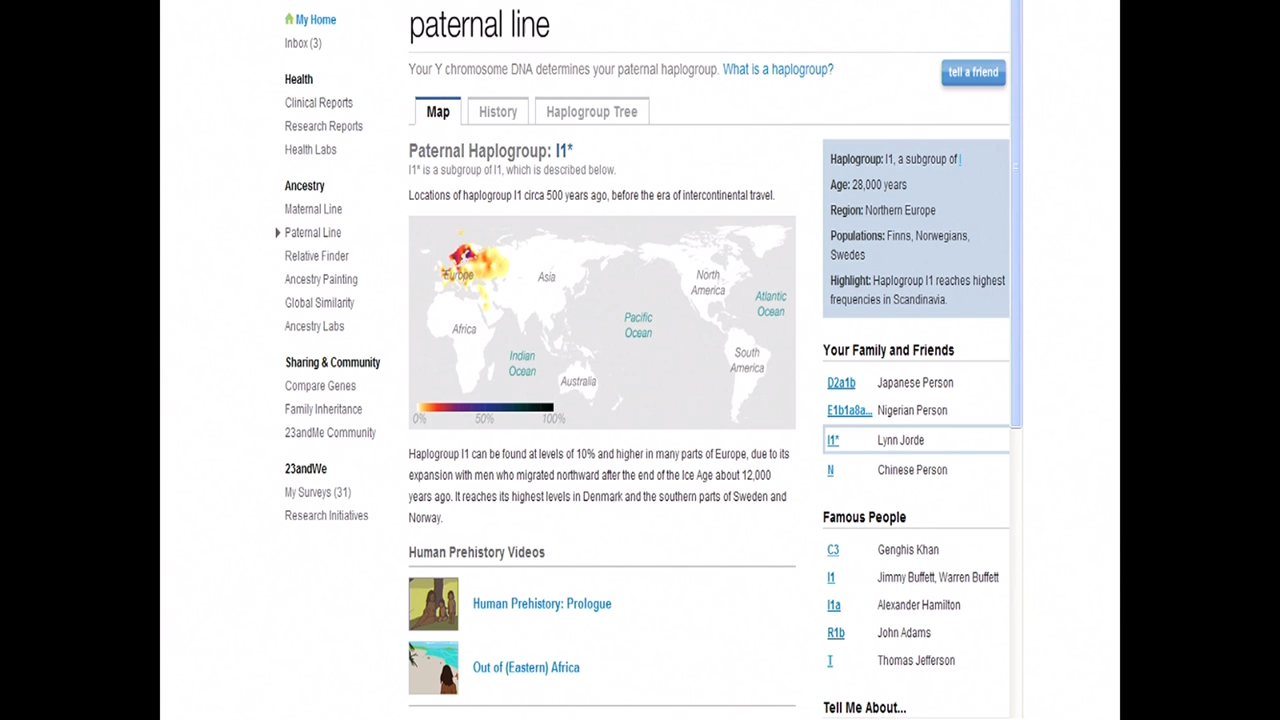 My Home
Inbox (3)
Health
Clinical Reports
Research Reports
Health Labs
Ancestry
Maternal Line
Paternal Line
Relative Finder
Ancestry Painting
Global Similarity
Ancestry Labs
Sharing & Community
Compare Genes
Family Inheritance
23andMe Community
23andWe
My Surveys (31)
Research Initiatives
paternal line
Your Y chromosome DNA determines your paternal haplogroup. What is a haplogroup?
tell a friend
Map
History
Haplogroup Tree
Paternal Haplogroup: I1*
I1* is a subgroup of I1, which is described below.
Locations of haplogroup I1 circa 500 years ago, before the era of intercontinental travel.
Europe
Asia
North
America
Atlantic
Ocean
Africa
Pacific
Ocean
Indian
Ocean
South
America
Australia
0%
50%
100%
Haplogroup I1 can be found at levels of 10% and higher in many parts of Europe, due to its
expansion with men who migrated northward after the end of the Ice Age about 12,000
years ago. It reaches its highest levels in Denmark and the southern parts of Sweden and
Norway.
Human Prehistory Videos
Human Prehistory: Prologue
Out of (Eastern) Africa
Haplogroup: I1, a subgroup of I
Age: 28,000 years
Region: Northern Europe
Populations: Finns, Norwegians,
Swedes
Highlight: Haplogroup I1 reaches highest
frequencies in Scandinavia.
Your Family and Friends
D2a1b Japanese Person
E1b1a8a... Nigerian Person
I1* Lynn Jorde
N Chinese Person
Famous People
C3 Genghis Khan
I1 Jimmy Buffett, Warren Buffett
I1a Alexander Hamilton
R1b John Adams
T Thomas Jefferson
Tell Me About...